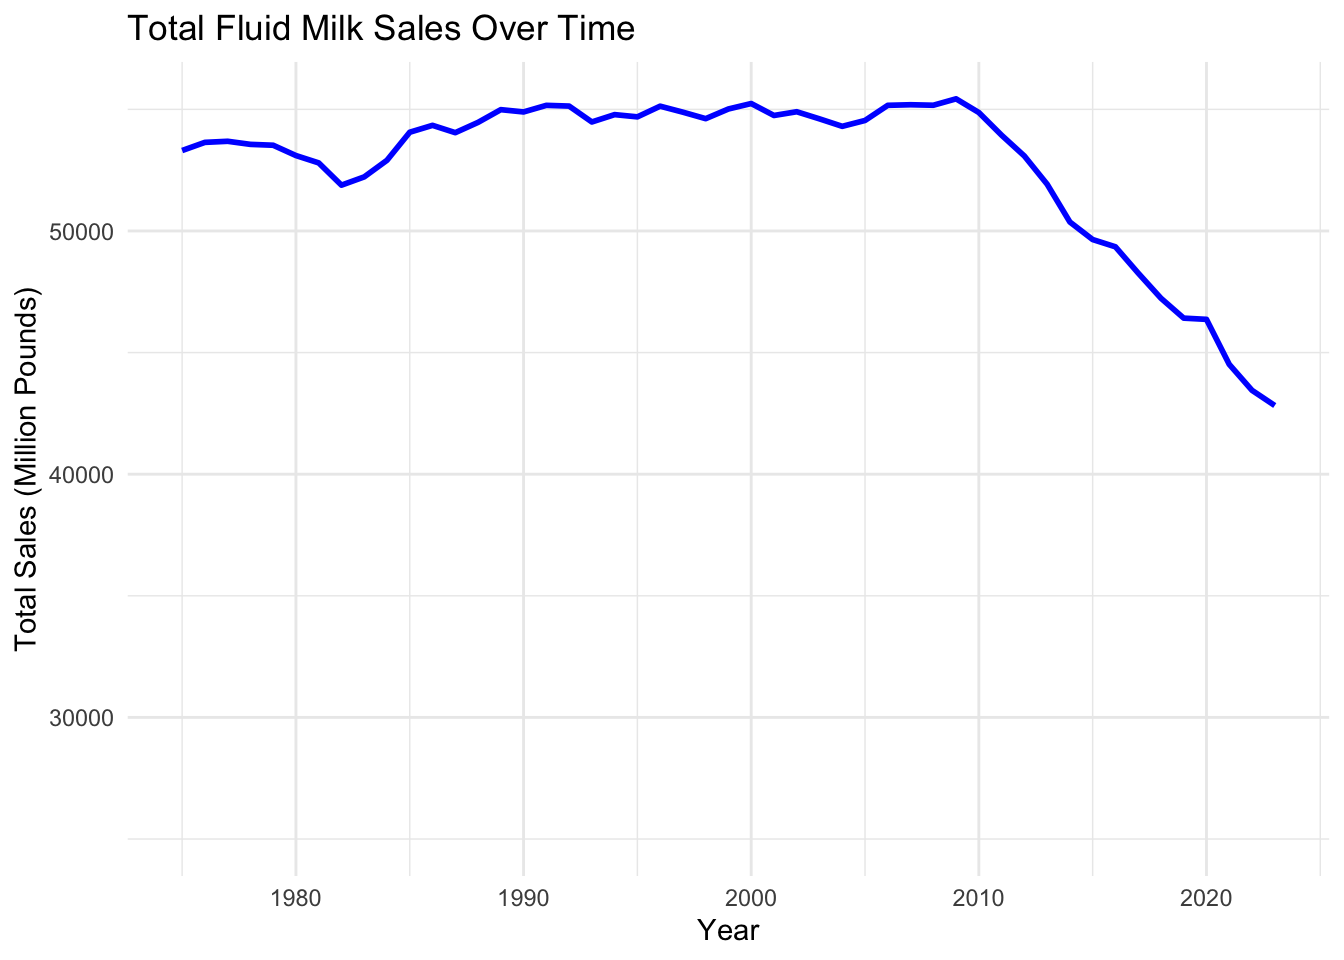 Total Fluid Milk Sales Over Time
Total Sales (Million Pounds)
50000
40000
30000
1980
1990
2000
2010
2020
Year